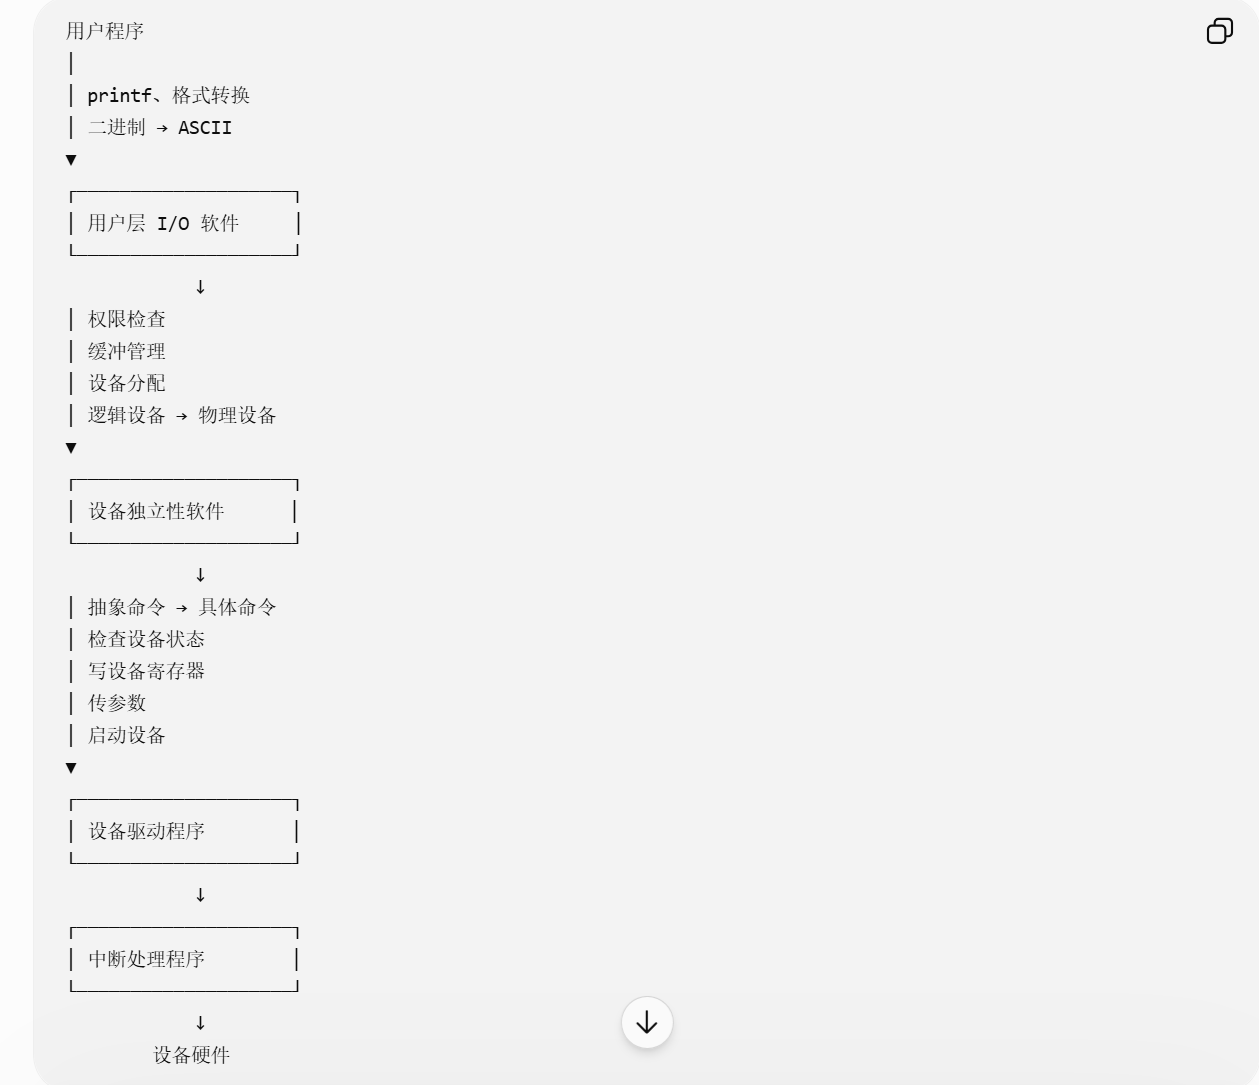 用户程序
│
│ printf、格式转换
│ 二进制 → ASCII
▼
┌────────────────────┐
│ 用户层 I/O 软件     │
└────────────────────┘
↓
│ 权限检查
│ 缓冲管理
│ 设备分配
│ 逻辑设备 → 物理设备
▼
┌────────────────────┐
│ 设备独立性软件      │
└────────────────────┘
↓
│ 抽象命令 → 具体命令
│ 检查设备状态
│ 写设备寄存器
│ 传参数
│ 启动设备
▼
┌────────────────────┐
│ 设备驱动程序        │
└────────────────────┘
↓
┌────────────────────┐
│ 中断处理程序        │
└────────────────────┘
↓
设备硬件